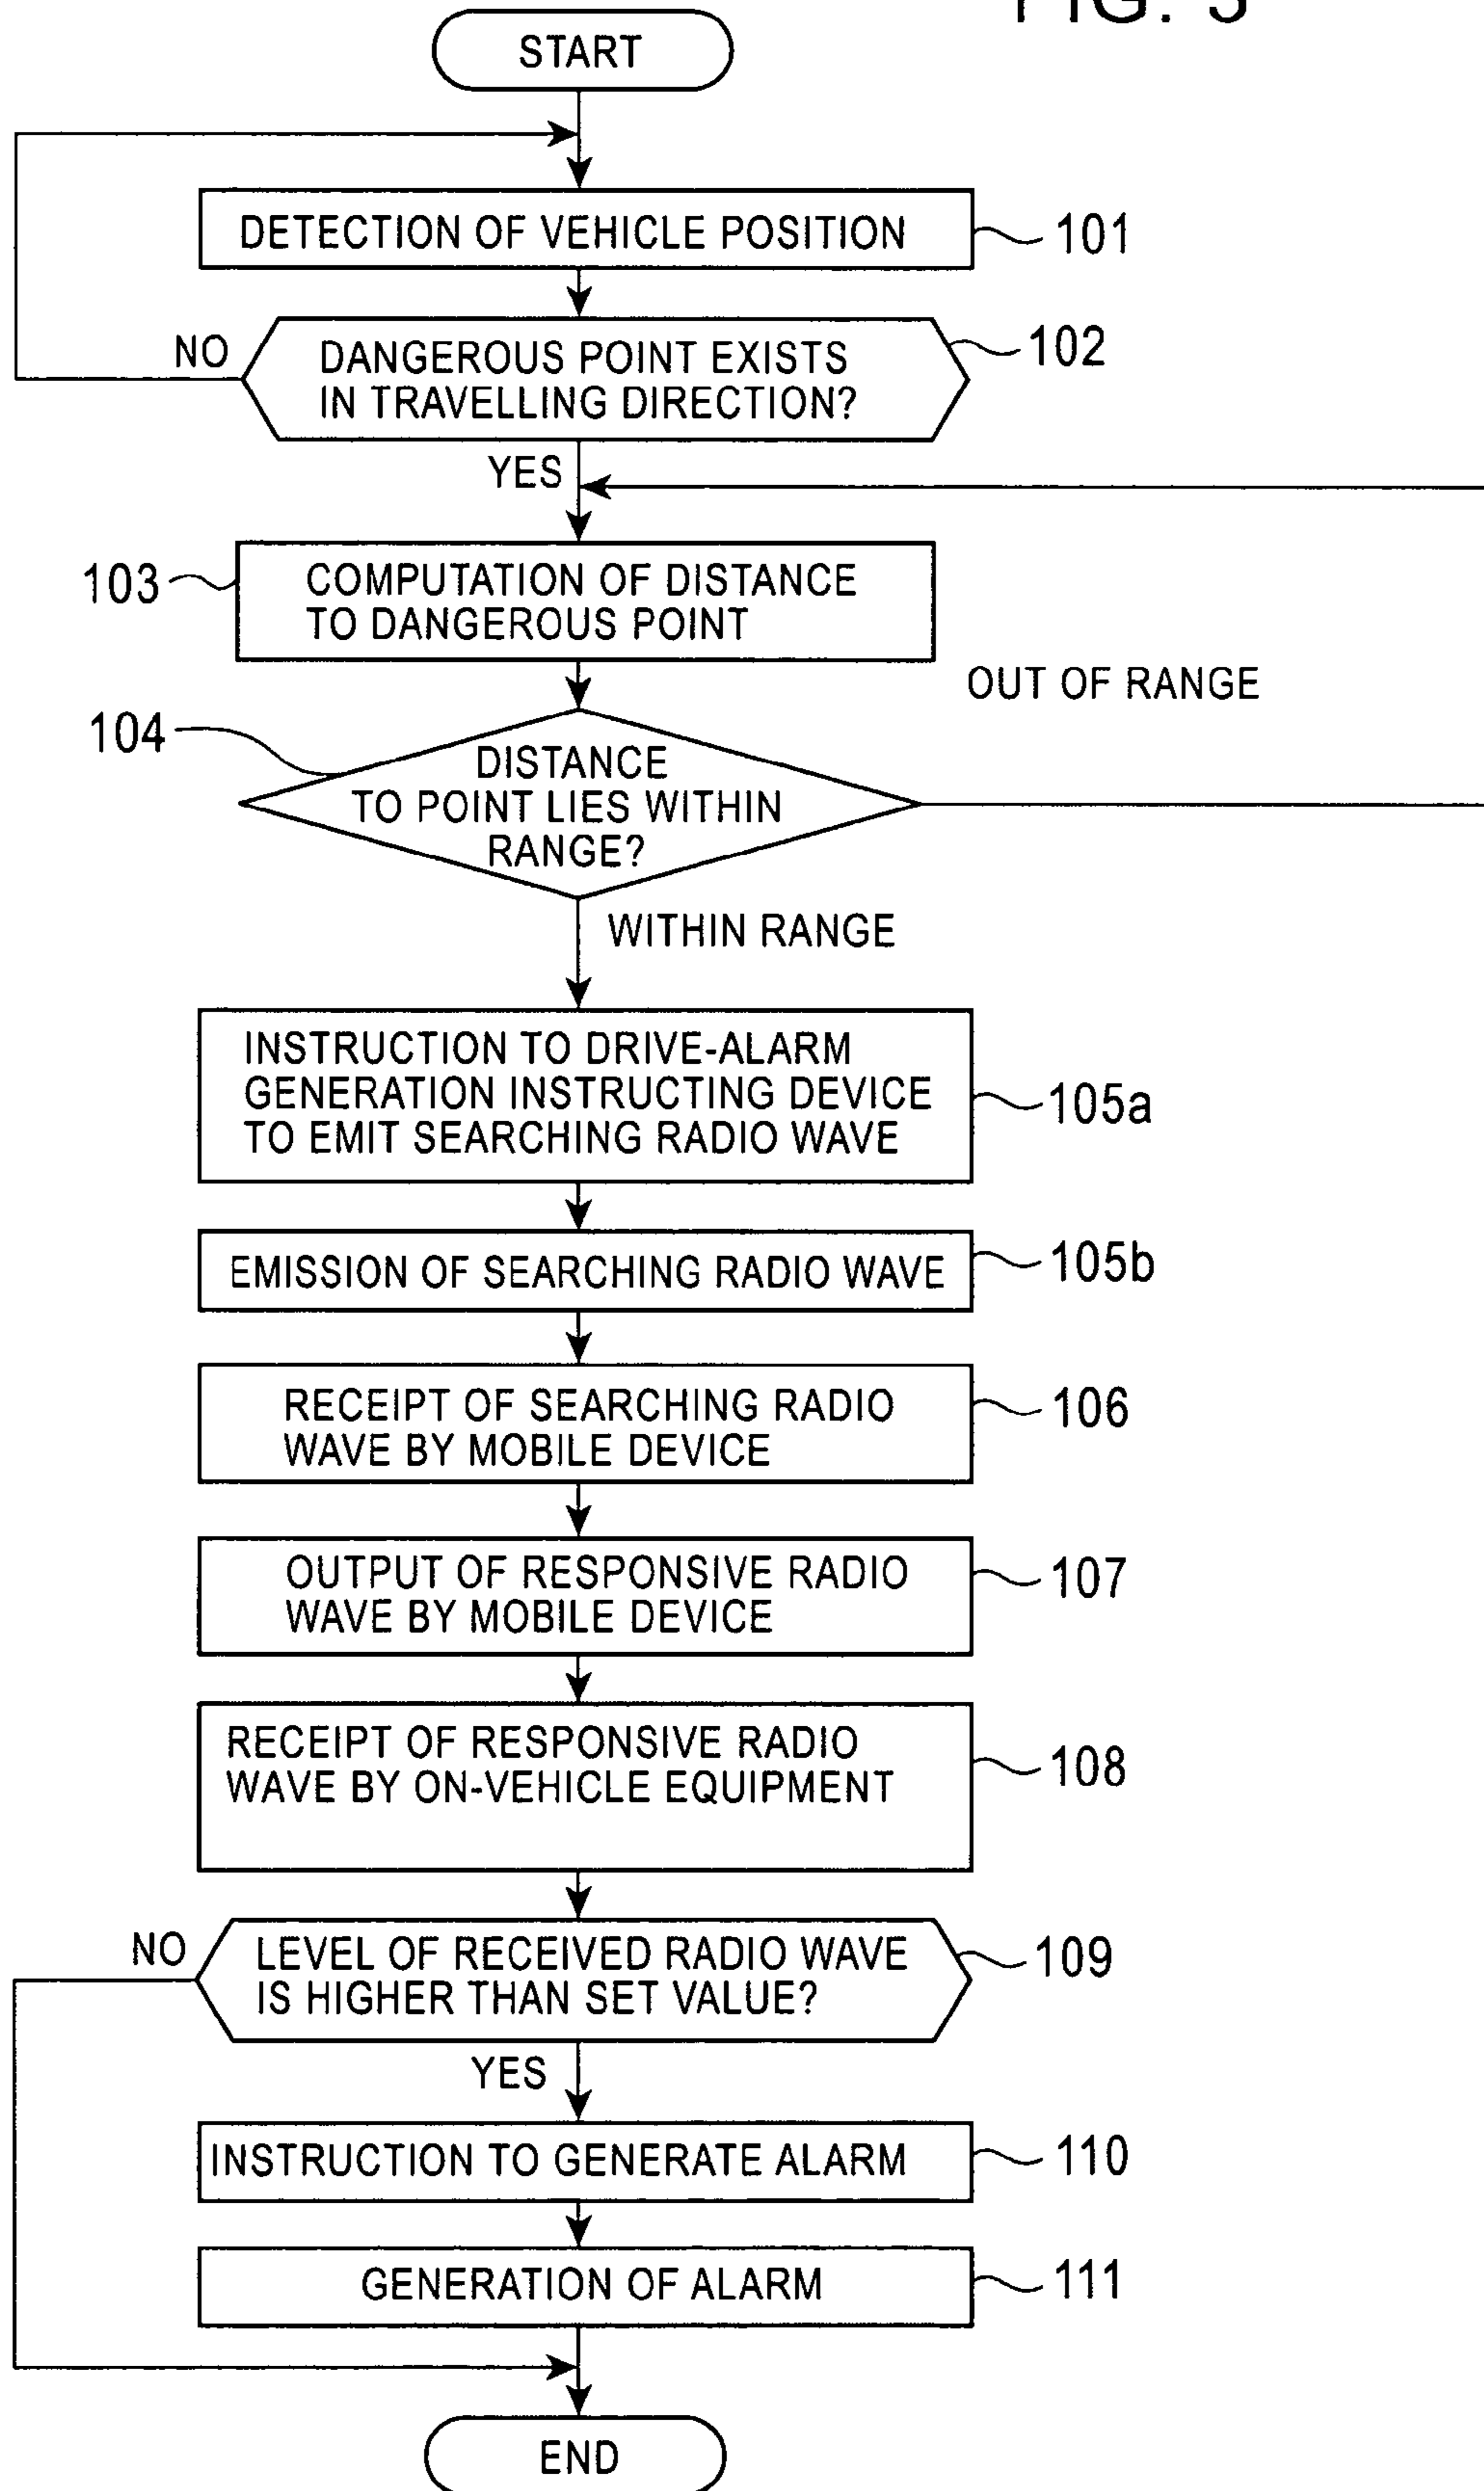 START
DETECTION OF VEHICLE POSITION
101
NO
DANGEROUS POINT EXISTS
IN TRAVELLING DIRECTION?
102
YES
103
COMPUTATION OF DISTANCE
TO DANGEROUS POINT
OUT OF RANGE
104
DISTANCE
TO POINT LIES WITHIN
RANGE?
WITHIN RANGE
INSTRUCTION TO DRIVE-ALARM
GENERATION INSTRUCTING DEVICE
TO EMIT SEARCHING RADIO WAVE
105a
EMISSION OF SEARCHING RADIO WAVE
105b
RECEIPT OF SEARCHING RADIO
WAVE BY MOBILE DEVICE
106
OUTPUT OF RESPONSIVE RADIO
WAVE BY MOBILE DEVICE
107
RECEIPT OF RESPONSIVE RADIO
WAVE BY ON-VEHICLE EQUIPMENT
108
NO
LEVEL OF RECEIVED RADIO WAVE
IS HIGHER THAN SET VALUE?
109
YES
INSTRUCTION TO GENERATE ALARM
110
GENERATION OF ALARM
111
END